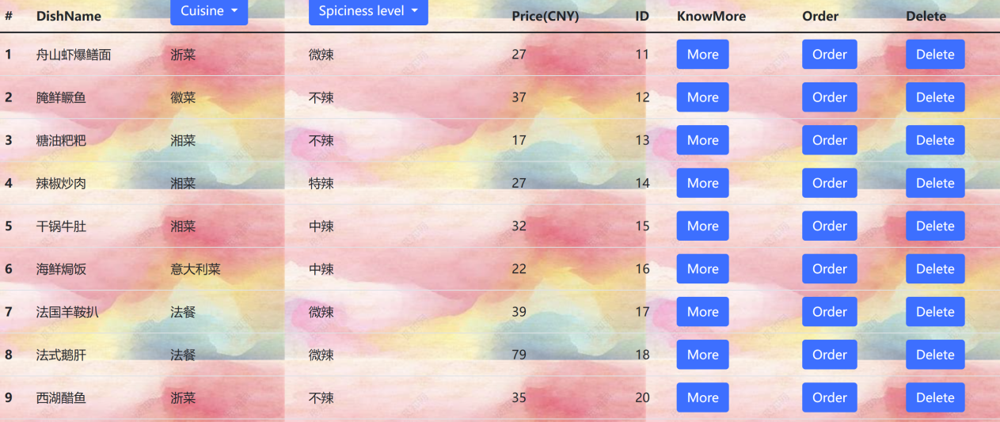 # DishName Cuisine Spiciness level Price(CNY) ID KnowMore Order Delete
1 舟山虾爆鳝面 浙菜 微辣 27 11 More Order Delete
2 腌鲜鳜鱼 徽菜 不辣 37 12 More Order Delete
3 糖油粑粑 湘菜 不辣 17 13 More Order Delete
4 辣椒炒肉 湘菜 特辣 27 14 More Order Delete
5 干锅牛肚 湘菜 中辣 32 15 More Order Delete
6 海鲜焗饭 意大利菜 中辣 22 16 More Order Delete
7 法国羊鞍扒 法餐 微辣 39 17 More Order Delete
8 法式鹅肝 法餐 微辣 79 18 More Order Delete
9 西湖醋鱼 浙菜 不辣 35 20 More Order Delete